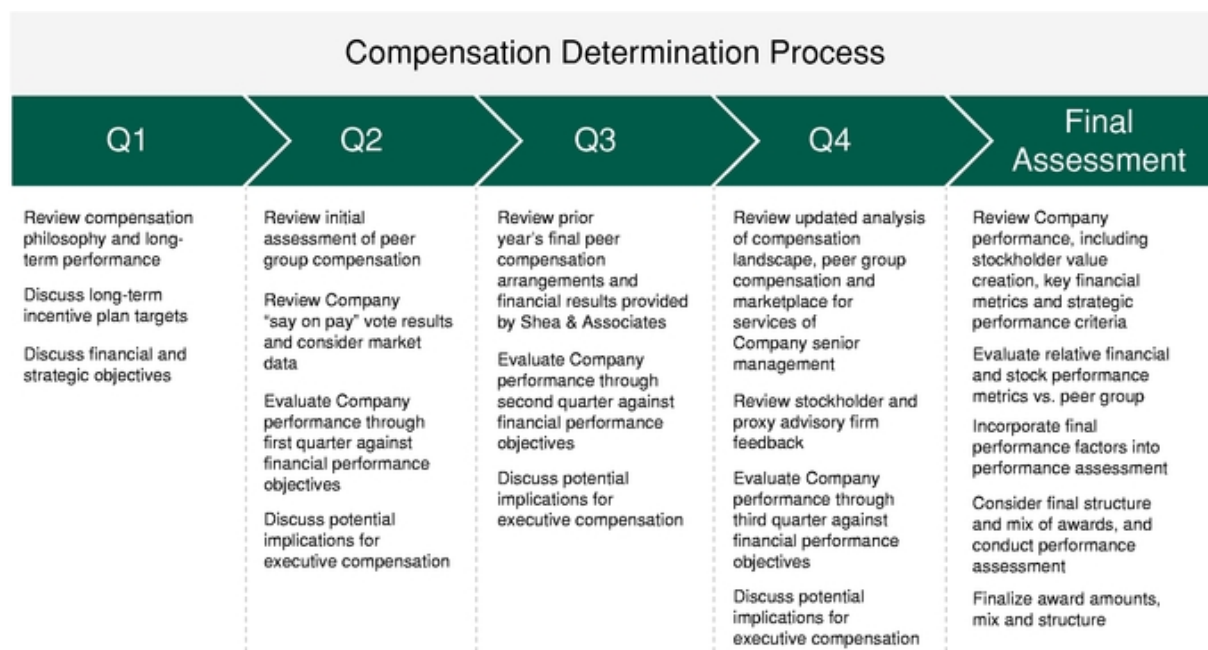 Compensation Determination Process
Q1
Review compensation
philosophy and long-
term performance
Discuss long-term
incentive plan targets
Discuss financial and
strategic objectives
Q2
Review initial
assessment of peer
group compensation
Review Company
“say on pay” vote results
and consider market
data
Evaluate Company
performance through
first quarter against
financial performance
objectives
Discuss potential
implications for
executive compensation
Q3
Review prior
year’s final peer
compensation
arrangements and
financial results provided
by Shea & Associates
Evaluate Company
performance through
second quarter against
financial performance
objectives
Discuss potential
implications for
executive compensation
Q4
Review updated analysis
of compensation
landscape, peer group
compensation and
marketplace for
services of
Company senior
management
Review stockholder and
proxy advisory firm
feedback
Evaluate Company
performance through
third quarter against
financial performance
objectives
Discuss potential
implications for
executive compensation
Final
Assessment
Review Company
performance, including
stockholder value
creation, key financial
metrics and strategic
performance criteria
Evaluate relative financial
and stock performance
metrics vs. peer group
Incorporate final
performance factors into
performance assessment
Consider final structure
and mix of awards, and
conduct performance
assessment
Finalize award amounts,
mix and structure